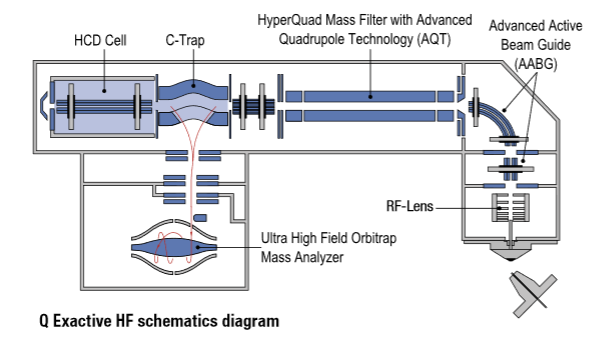 HyperQuad Mass Filter with Advanced
Quadrupole Technology (AQT)
HCD Cell
C-Trap
Advanced Active
Beam Guide
(AABG)
RF-Lens
Ultra High Field Orbitrap
Mass Analyzer
Q Exactive HF schematics diagram